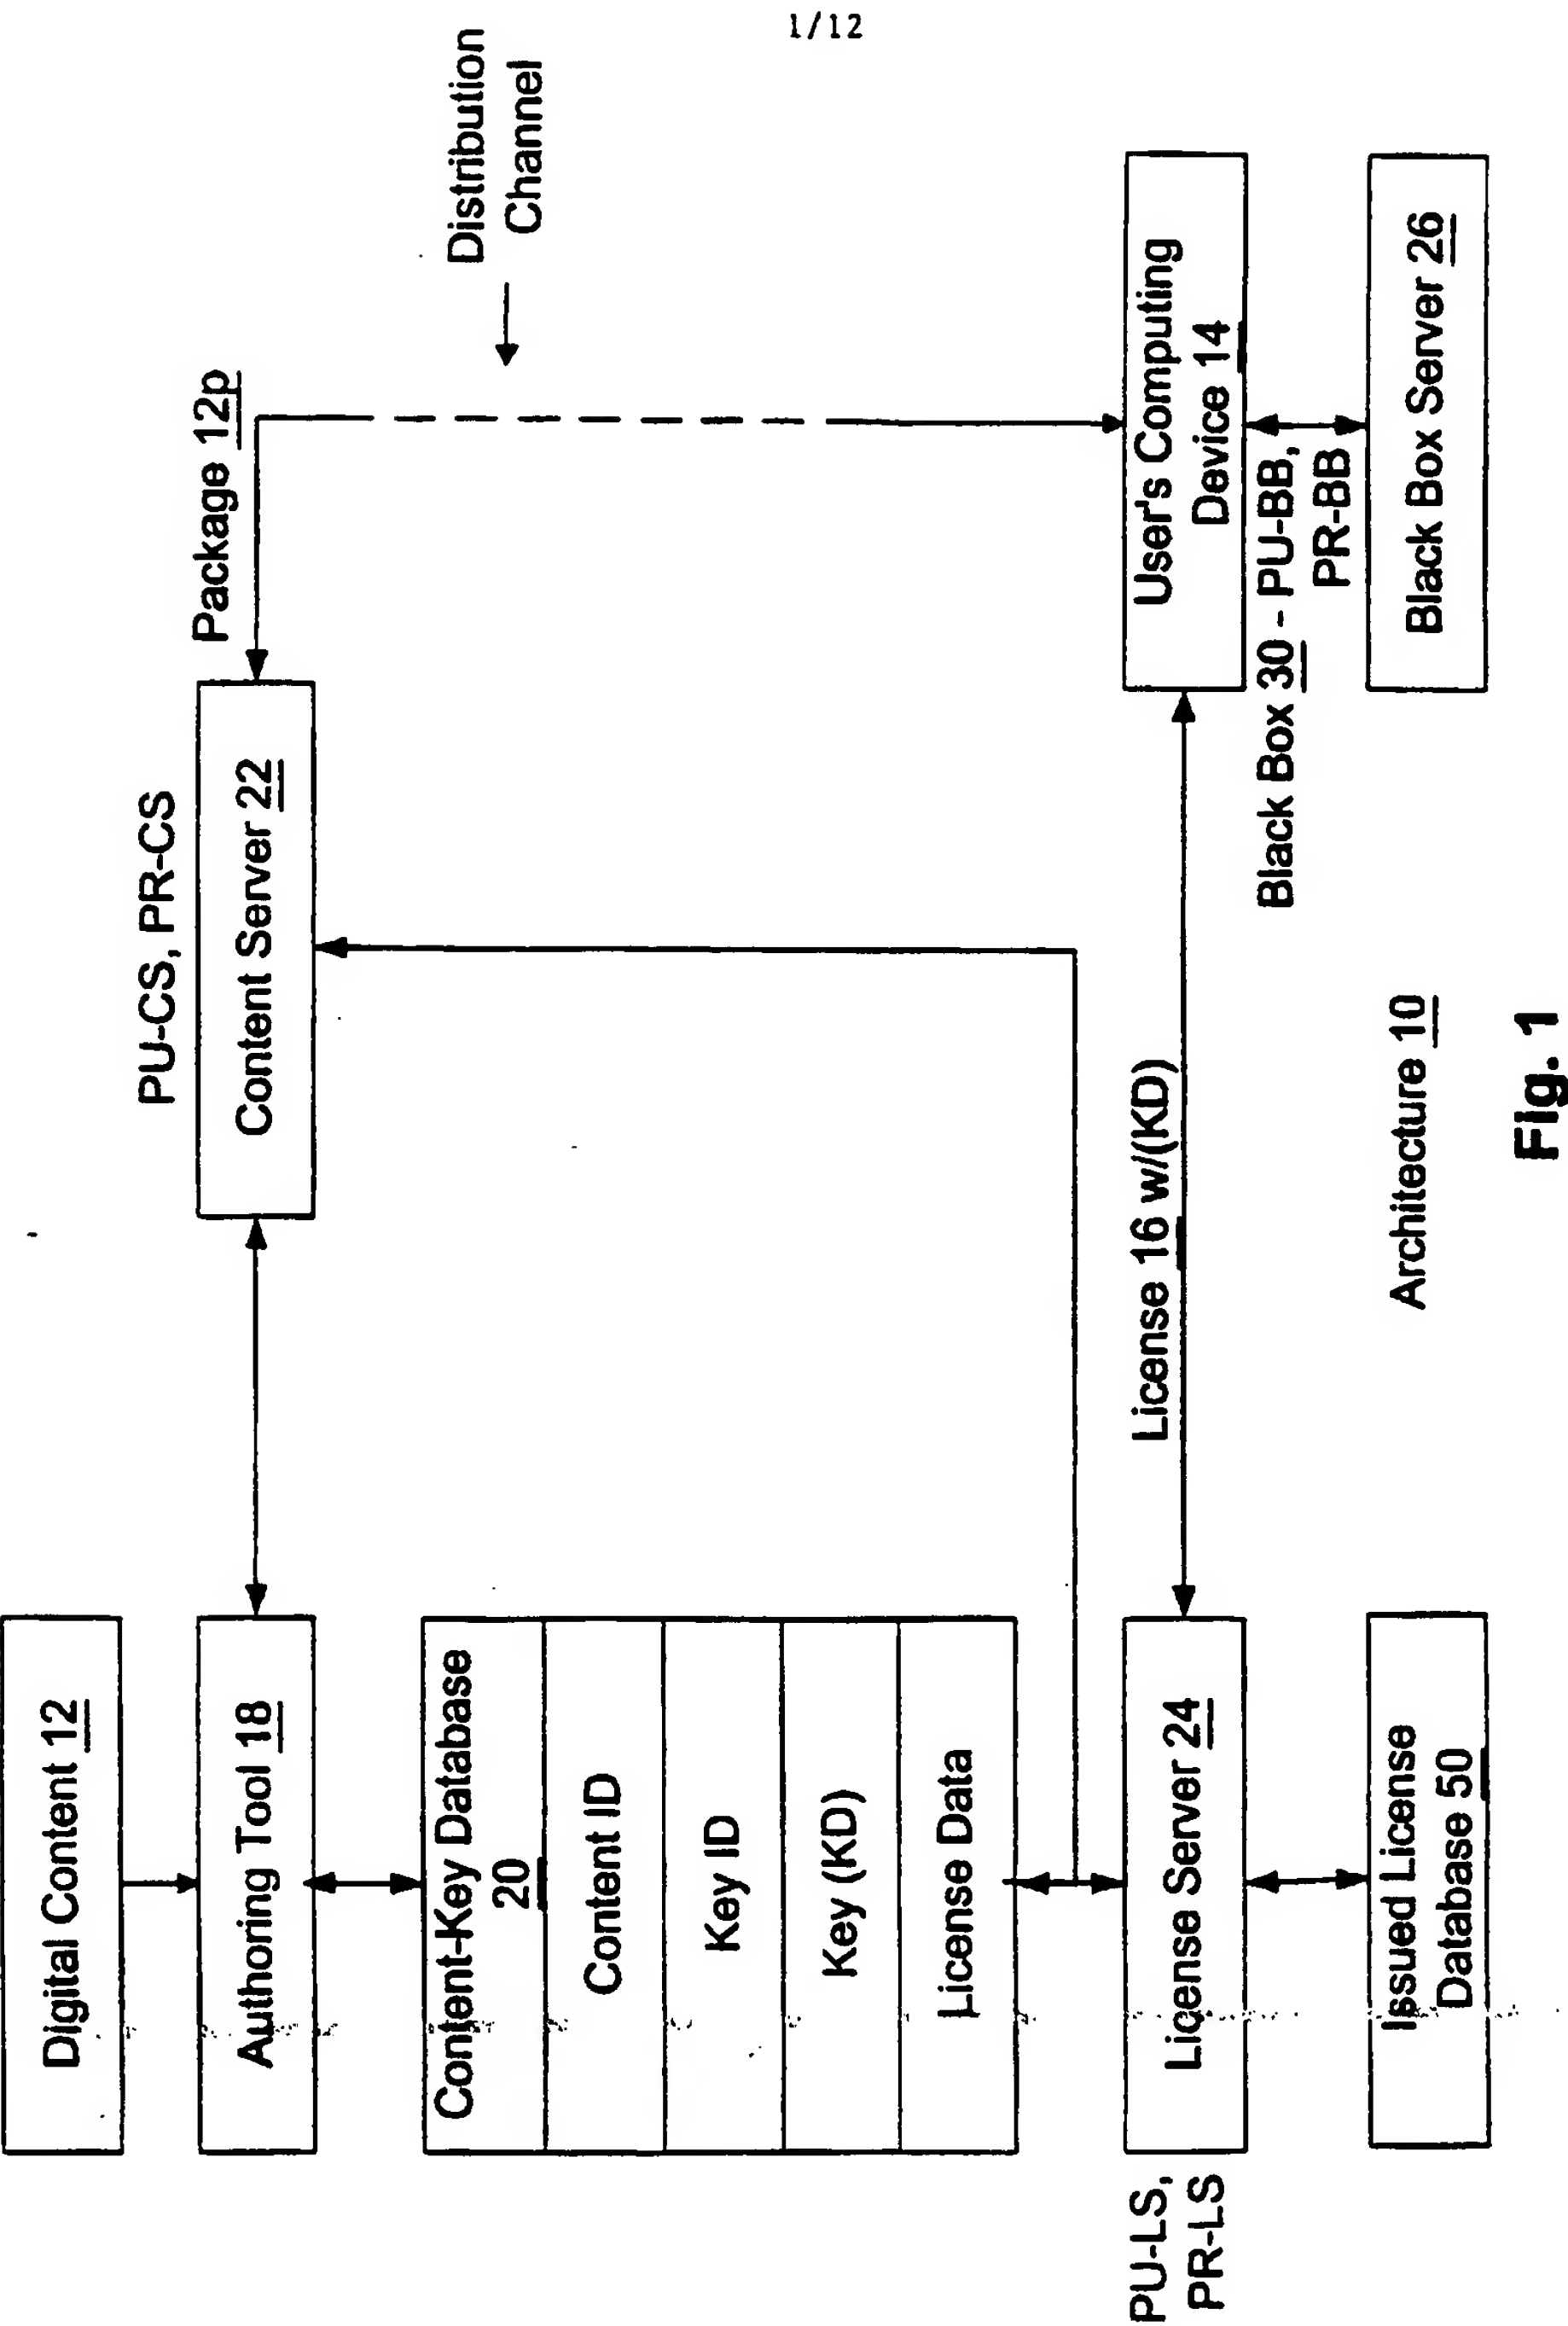 1/12
Digital Content 12
Authoring Tool 18
Content-Key Database
20
Content ID
Key ID
Key (KD)
License Data
PU-LS,
PR-LS
License Server 24
Issued License
Database 50
PU-CS, PR-CS
Content Server 22
Package 12p
Distribution
Channel
License 16 w/(KD)
User's Computing
Device 14
Black Box 30 - PU-BB,
PR-BB
Black Box Server 26
Architecture 10
Fig. 1